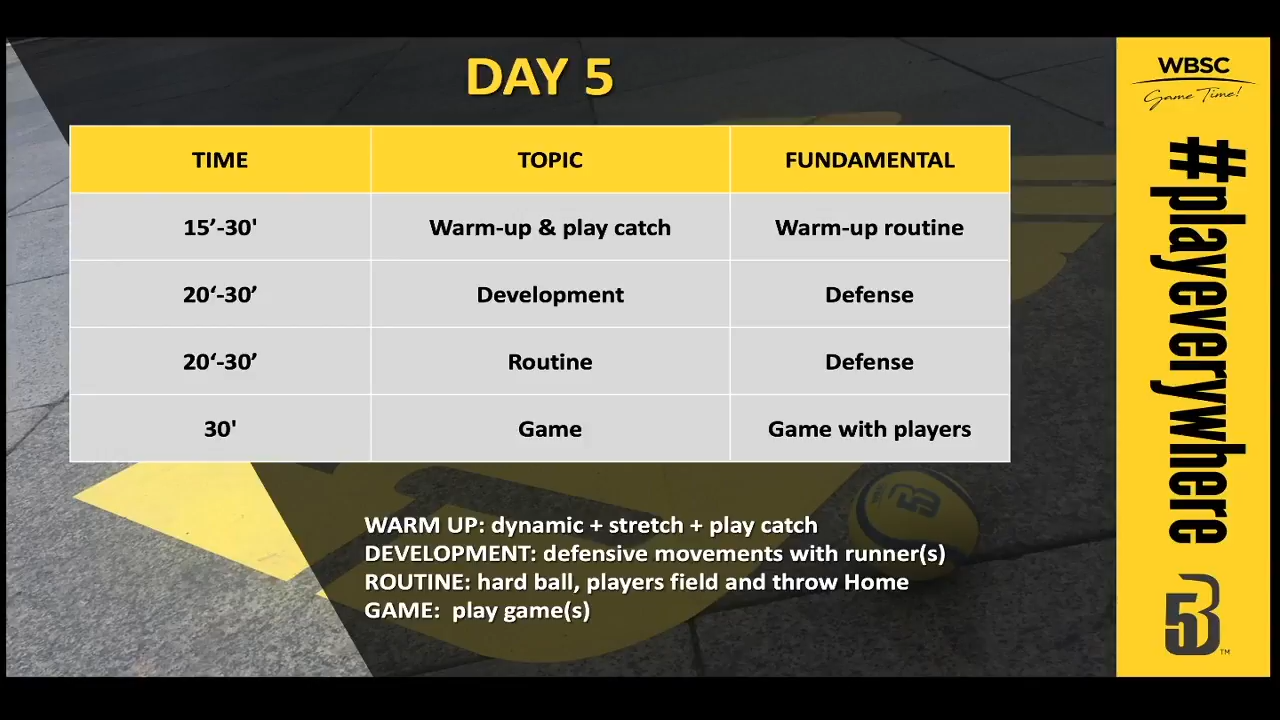 DAY 5
TIME TOPIC FUNDAMENTAL
15’-30' Warm-up & play catch Warm-up routine
20‘-30’ Development Defense
20‘-30’ Routine Defense
30' Game Game with players
WARM UP: dynamic + stretch + play catch
DEVELOPMENT: defensive movements with runner(s)
ROUTINE: hard ball, players field and throw Home
GAME:  play game(s)
WBSC
Game Time!
#playeverywhere
B5
TM